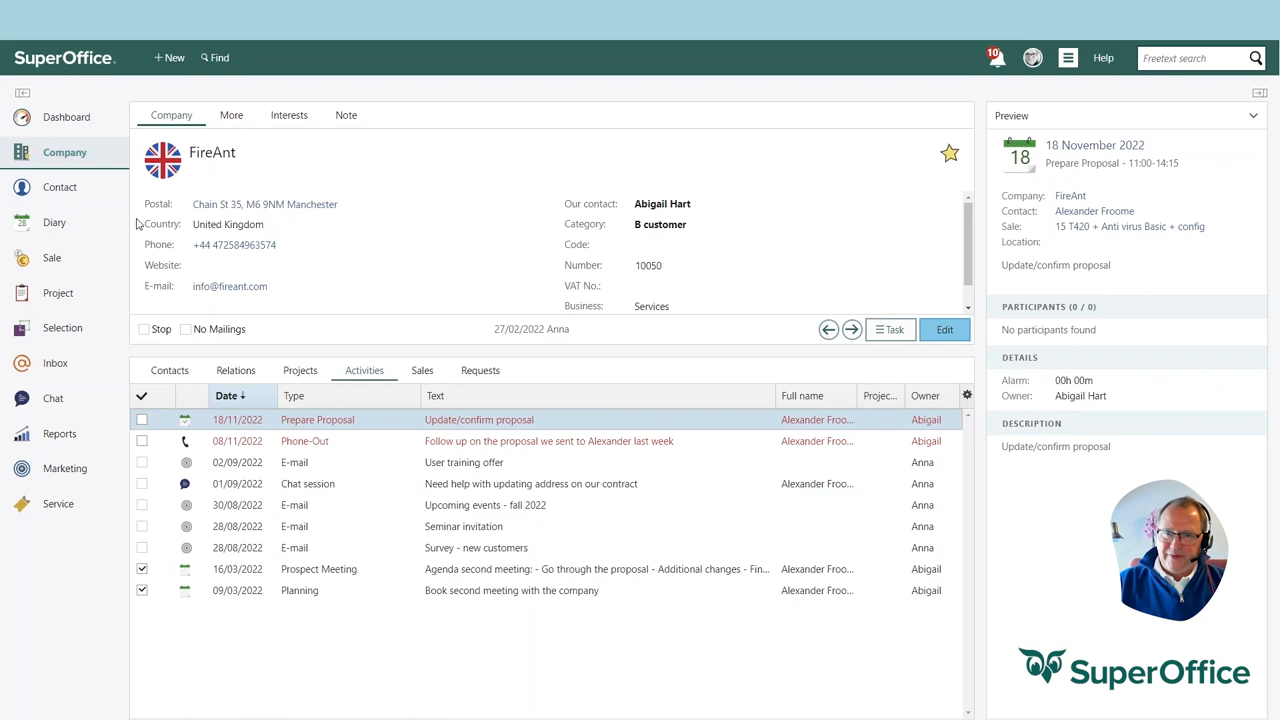 SuperOffice.
+ New
Find
10
Help
Freetext search
Dashboard
Company
Contact
28
Diary
Sale
Project
Selection
Inbox
Chat
Reports
Marketing
Service
Company More Interests Note
FireAnt
Postal: Chain St 35, M6 9NM Manchester
Country: United Kingdom
Phone: +44 472584963574
Website:
E-mail: info@fireant.com
Our contact: Abigail Hart
Category: B customer
Code:
Number: 10050
VAT No.:
Business: Services
Stop No Mailings 27/02/2022 Anna Task Edit
Contacts Relations Projects Activities Sales Requests
Date Type Text Full name Projec... Owner
18/11/2022 Prepare Proposal Update/confirm proposal Alexander Froo... Abigail
08/11/2022 Phone-Out Follow up on the proposal we sent to Alexander last week Alexander Froo... Abigail
02/09/2022 E-mail User training offer Anna
01/09/2022 Chat session Need help with updating address on our contract Alexander Froo... Anna
30/08/2022 E-mail Upcoming events - fall 2022 Anna
28/08/2022 E-mail Seminar invitation Anna
28/08/2022 E-mail Survey - new customers Anna
16/03/2022 Prospect Meeting Agenda second meeting: - Go through the proposal - Additional changes - Fin... Alexander Froo... Abigail
09/03/2022 Planning Book second meeting with the company Alexander Froo... Abigail
Preview
18
18 November 2022
Prepare Proposal - 11:00-14:15
Company: FireAnt
Contact: Alexander Froome
Sale: 15 T420 + Anti virus Basic + config
Location:
Update/confirm proposal
PARTICIPANTS (0 / 0)
No participants found
DETAILS
Alarm: 00h 00m
Owner: Abigail Hart
DESCRIPTION
Update/confirm proposal
SuperOffice